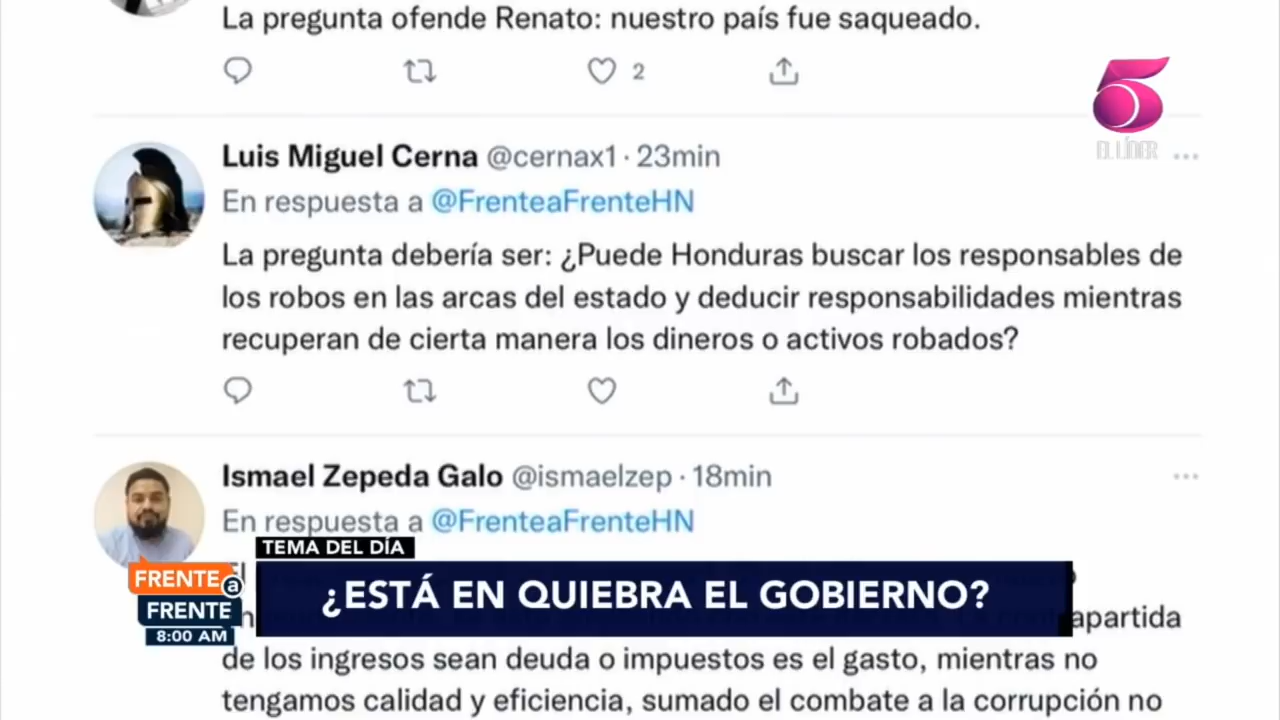 La pregunta ofende Renato: nuestro país fue saqueado.
2
5
EL LÍDER
Luis Miguel Cerna @cernax1 · 23min
En respuesta a @FrenteaFrenteHN
La pregunta debería ser: ¿Puede Honduras buscar los responsables de
los robos en las arcas del estado y deducir responsabilidades mientras
recuperan de cierta manera los dineros o activos robados?
Ismael Zepeda Galo @ismaelzep · 18min
En respuesta a @FrenteaFrenteHN
TEMA DEL DÍA
¿ESTÁ EN QUIEBRA EL GOBIERNO?
FRENTE a
FRENTE
8:00 AM
de los ingresos sean deuda o impuestos es el gasto, mientras no
tengamos calidad y eficiencia, sumado el combate a la corrupción no